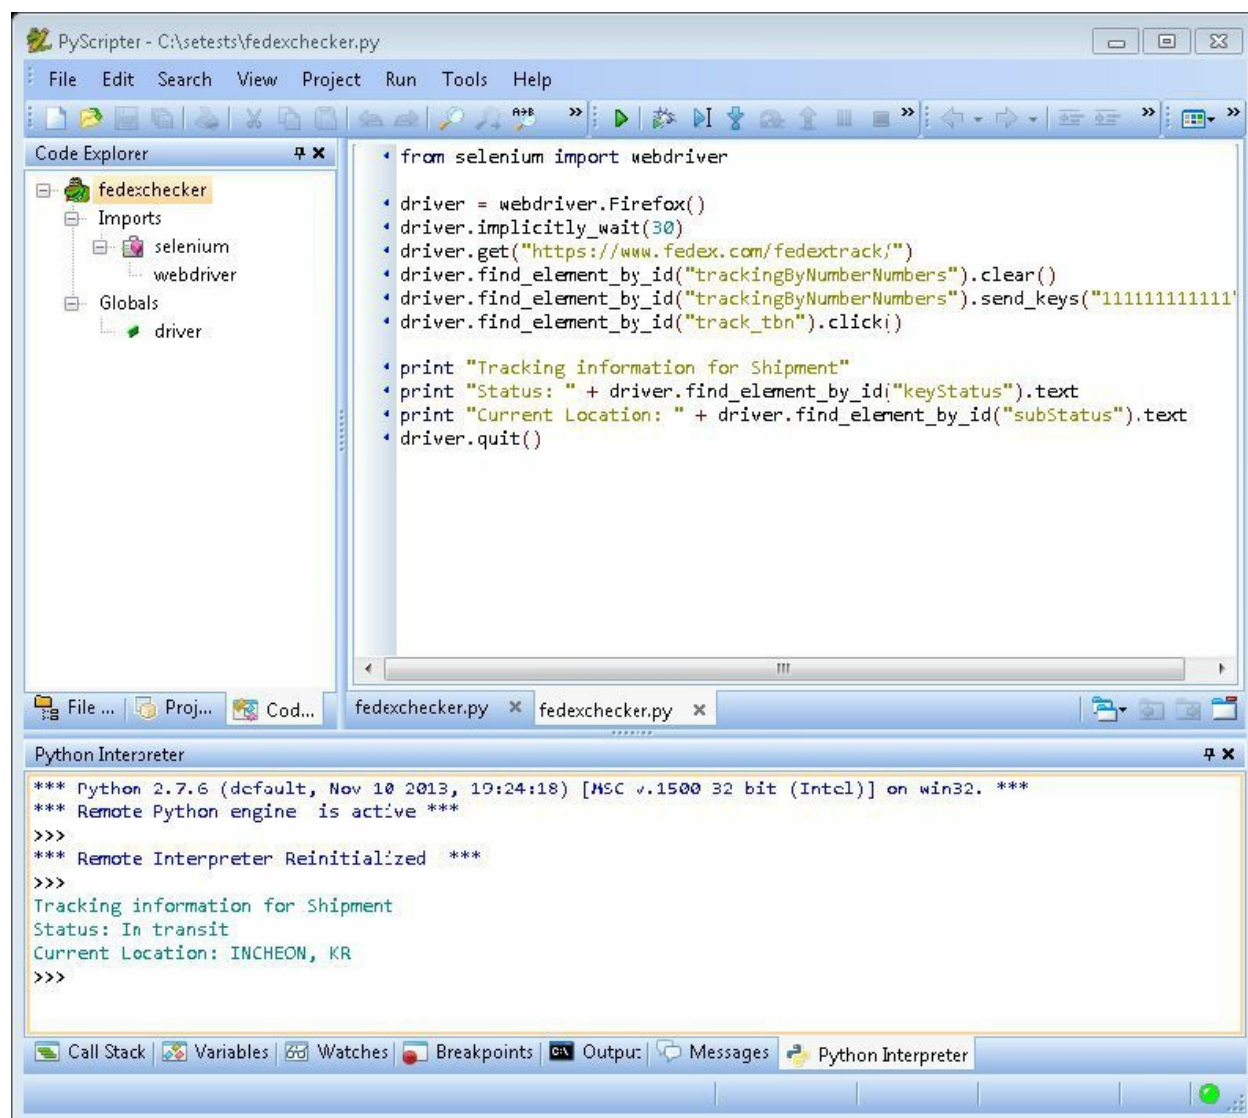 PyScripter - C:\setests\fedexchecker.py
File Edit Search View Project Run Tools Help
Code Explorer
fedexchecker
Imports
selenium
webdriver
Globals
driver
from selenium import webdriver
driver = webdriver.Firefox()
driver.implicitly_wait(30)
driver.get("https://www.fedex.com/fedextrack/")
driver.find_element_by_id("trackingByNumberNumbers").clear()
driver.find_element_by_id("trackingByNumberNumbers").send_keys("111111111111"
driver.find_element_by_id("track_tbn").click()
print "Tracking information for Shipment"
print "Status: " + driver.find_element_by_id("keyStatus").text
print "Current Location: " + driver.find_element_by_id("subStatus").text
driver.quit()
File ... Proj... Cod...
fedexchecker.py fedexchecker.py
Python Interpreter
*** Python 2.7.6 (default, Nov 10 2013, 19:24:18) [MSC v.1500 32 bit (Intel)] on win32. ***
*** Remote Python engine is active ***
>>>
*** Remote Interpreter Reinitialized ***
>>>
Tracking information for Shipment
Status: In transit
Current Location: INCHEON, KR
>>>
Call Stack Variables Watches Breakpoints Output Messages Python Interpreter